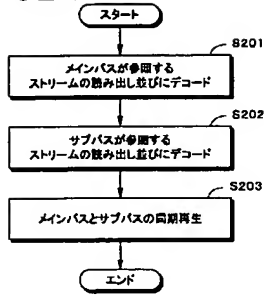 スタート
S201
メインパスが参照する
ストリームの読み出し並びにデコード
S202
サブパスが参照する
ストリームの読み出し並びにデコード
S203
メインパスとサブパスの同期再生
エンド